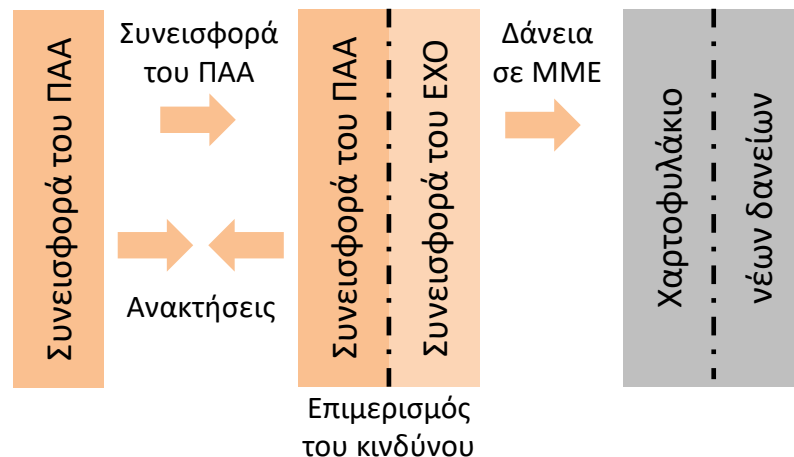 Συνεισφορά του ΠΑΑ
Συνεισφορά
του ΠΑΑ
Ανακτήσεις
Συνεισφορά του ΠΑΑ
Συνεισφορά του ΕΧΟ
Επιμερισμός
του κινδύνου
Δάνεια
σε ΜΜΕ
Χαρτοφυλάκιο
νέων δανείων